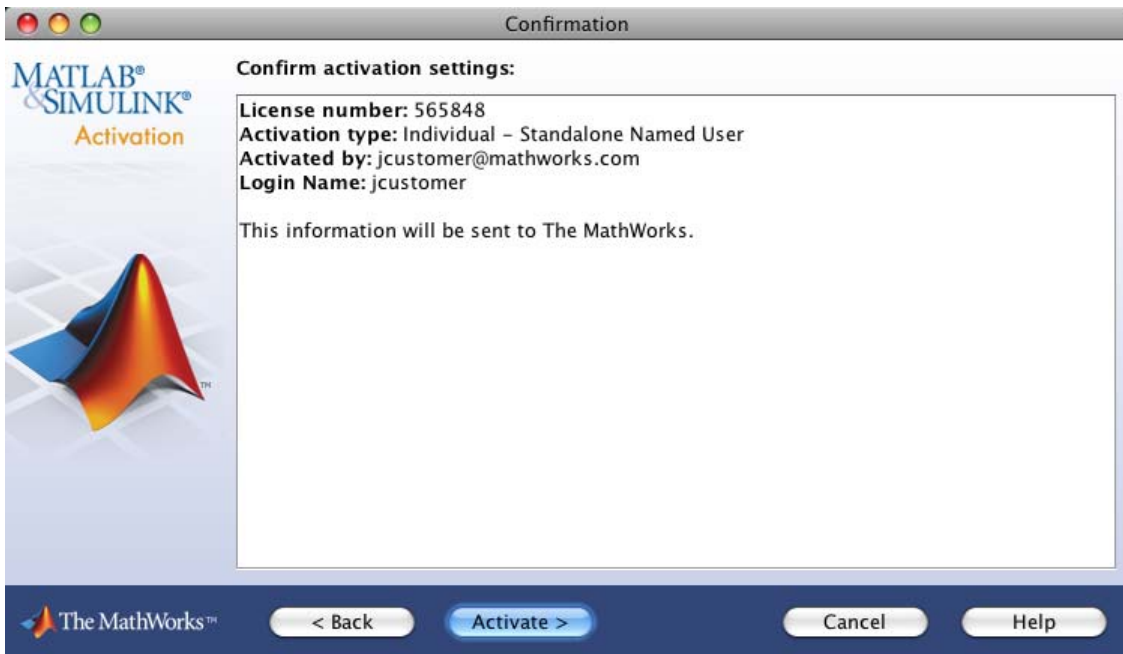 Confirmation
MATLAB®
&SIMULINK®
Activation
Confirm activation settings:
License number: 565848
Activation type: Individual – Standalone Named User
Activated by: jcustomer@mathworks.com
Login Name: jcustomer
This information will be sent to The MathWorks.
TM
The MathWorks™
< Back
Activate >
Cancel
Help